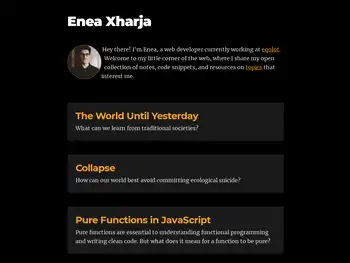 Enea Xharja
Hey there! I'm Enea, a web developer currently working at eqolot.
Welcome to my little corner of the web, where I share my open
collection of notes, code snippets, and resources on topics that
interest me.
The World Until Yesterday
What can we learn from traditional societies?
Collapse
How can our world best avoid committing ecological suicide?
Pure Functions in JavaScript
Pure functions are essential to understanding functional programming
and writing clean code. But what does it mean for a function to be pure?